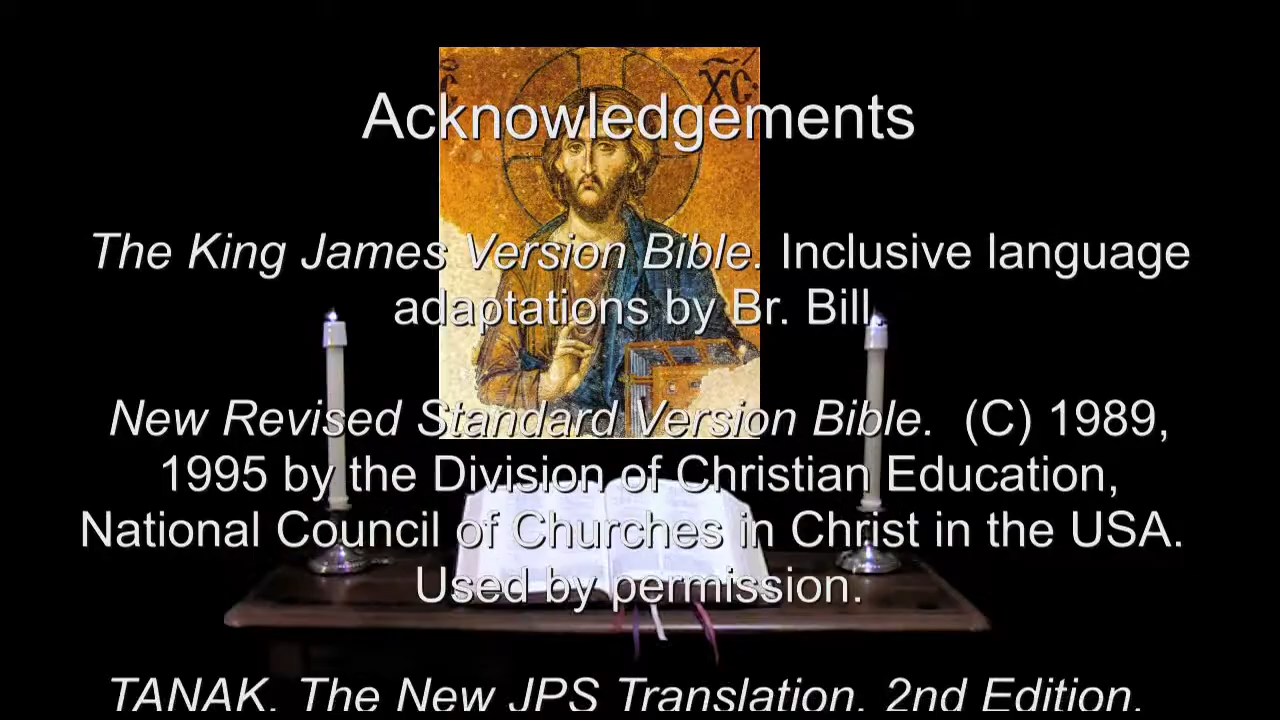 C
XC
Acknowledgements
The King James Version Bible. Inclusive language
adaptations by Br. Bill.
New Revised Standard Version Bible.  (C) 1989,
1995 by the Division of Christian Education,
National Council of Churches in Christ in the USA.
Used by permission.
TANAK. The New JPS Translation. 2nd Edition.